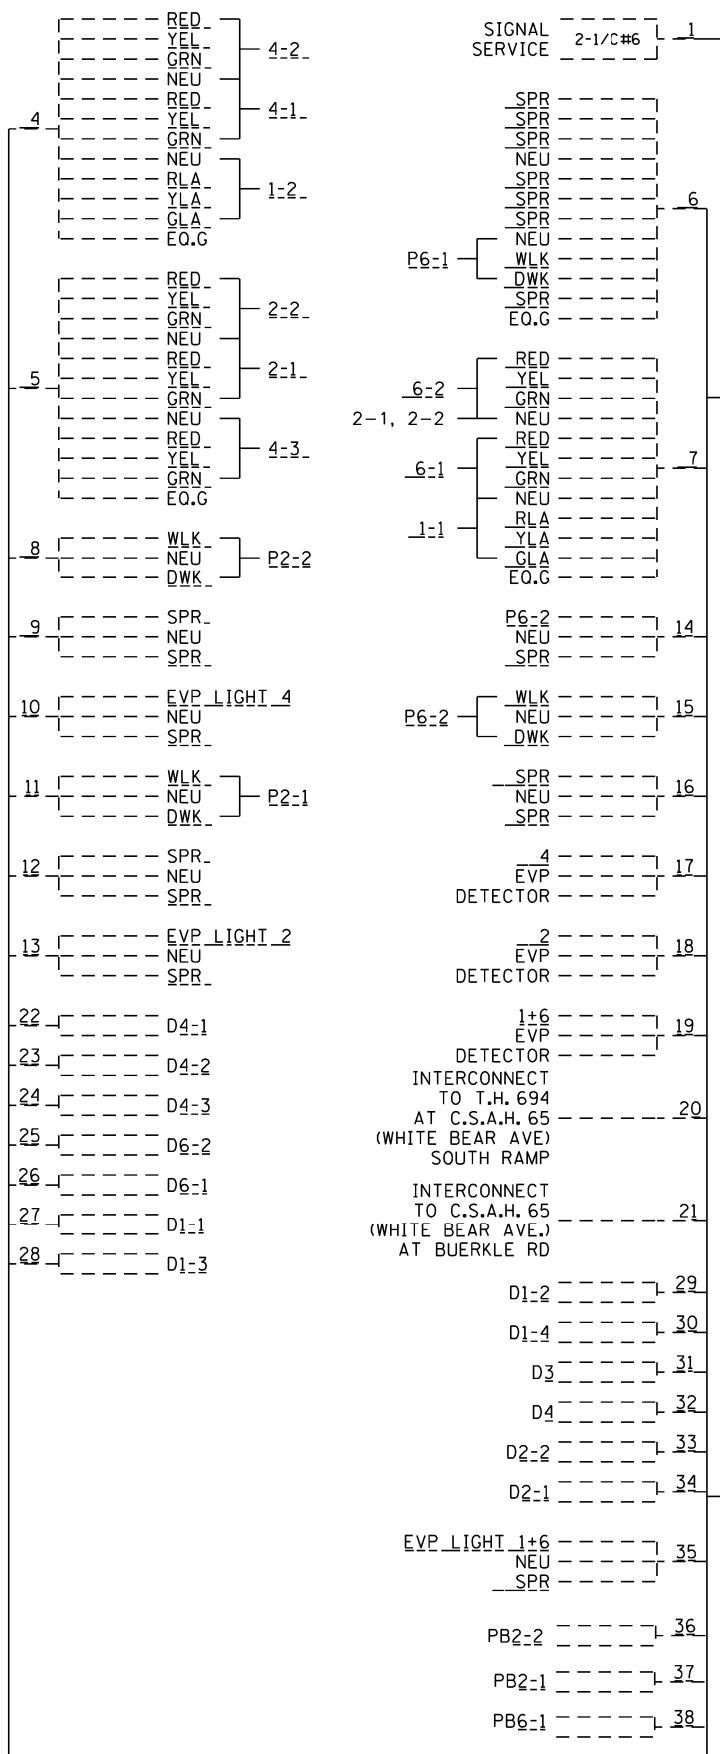 4
RED
YEL
GRN
NEU
RED
YEL
GRN
NEU
RLA
YLA
GLA
EQ.G
4-2
4-1
1-2
5
RED
YEL
GRN
NEU
RED
YEL
GRN
NEU
RED
YEL
GRN
EQ.G
2-2
2-1
4-3
8
WLK
NEU
DWK
P2-2
9
SPR
NEU
SPR
10
EVP LIGHT 4
NEU
SPR
11
WLK
NEU
DWK
P2-1
12
SPR
NEU
SPR
13
EVP LIGHT 2
NEU
SPR
22 D4-1
23 D4-2
24 D4-3
25 D6-2
26 D6-1
27 D1-1
28 D1-3
SIGNAL
SERVICE
2-1/C#6
1
SPR
SPR
SPR
NEU
SPR
SPR
SPR
NEU
WLK
DWK
SPR
EQ.G
P6-1
6
RED
YEL
GRN
NEU
RED
YEL
GRN
NEU
RLA
YLA
GLA
EQ.G
6-2
2-1, 2-2
6-1
1-1
7
P6-2
NEU
SPR
14
P6-2
WLK
NEU
DWK
15
SPR
NEU
SPR
16
4
EVP
DETECTOR
17
2
EVP
DETECTOR
18
1+6
EVP
DETECTOR
19
INTERCONNECT
TO T.H. 694
AT C.S.A.H. 65
(WHITE BEAR AVE)
SOUTH RAMP
20
INTERCONNECT
TO C.S.A.H. 65
(WHITE BEAR AVE.)
AT BUERKLE RD
21
D1-2 29
D1-4 30
D3 31
D4 32
D2-2 33
D2-1 34
EVP LIGHT 1+6
NEU
SPR
35
PB2-2 36
PB2-1 37
PB6-1 38